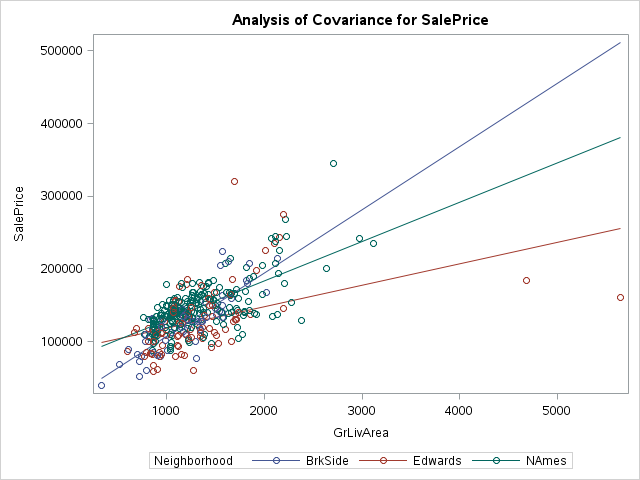 Analysis of Covariance for SalePrice
500000
400000
300000
200000
100000
SalePrice
1000 2000 3000 4000 5000
GrLivArea
Neighborhood BrkSide Edwards NAmes